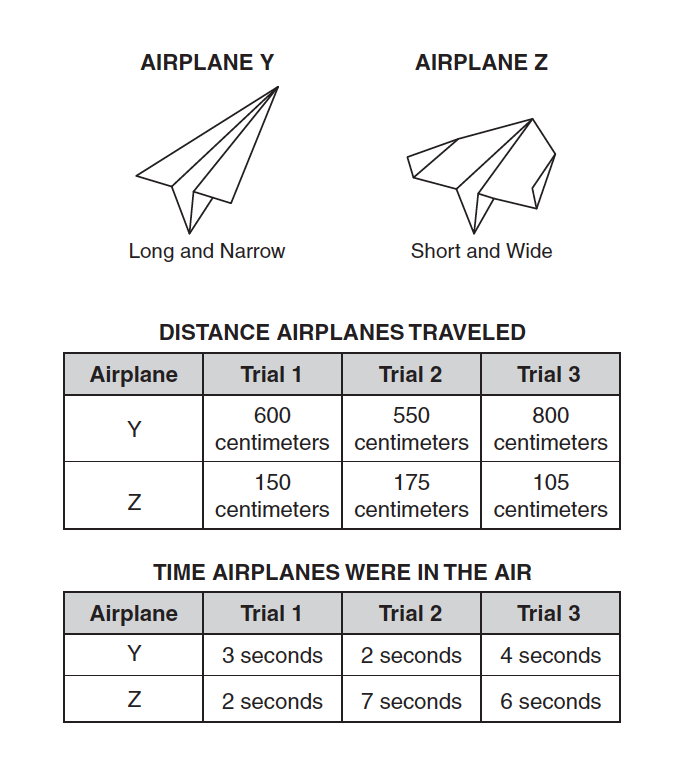 AIRPLANE Y AIRPLANE Z
Long and Narrow Short and Wide
DISTANCE AIRPLANES TRAVELED
Airplane Trial 1 Trial 2 Trial 3
Y 600 centimeters 550 centimeters 800 centimeters
Z 150 centimeters 175 centimeters 105 centimeters
TIME AIRPLANES WERE IN THE AIR
Airplane Trial 1 Trial 2 Trial 3
Y 3 seconds 2 seconds 4 seconds
Z 2 seconds 7 seconds 6 seconds